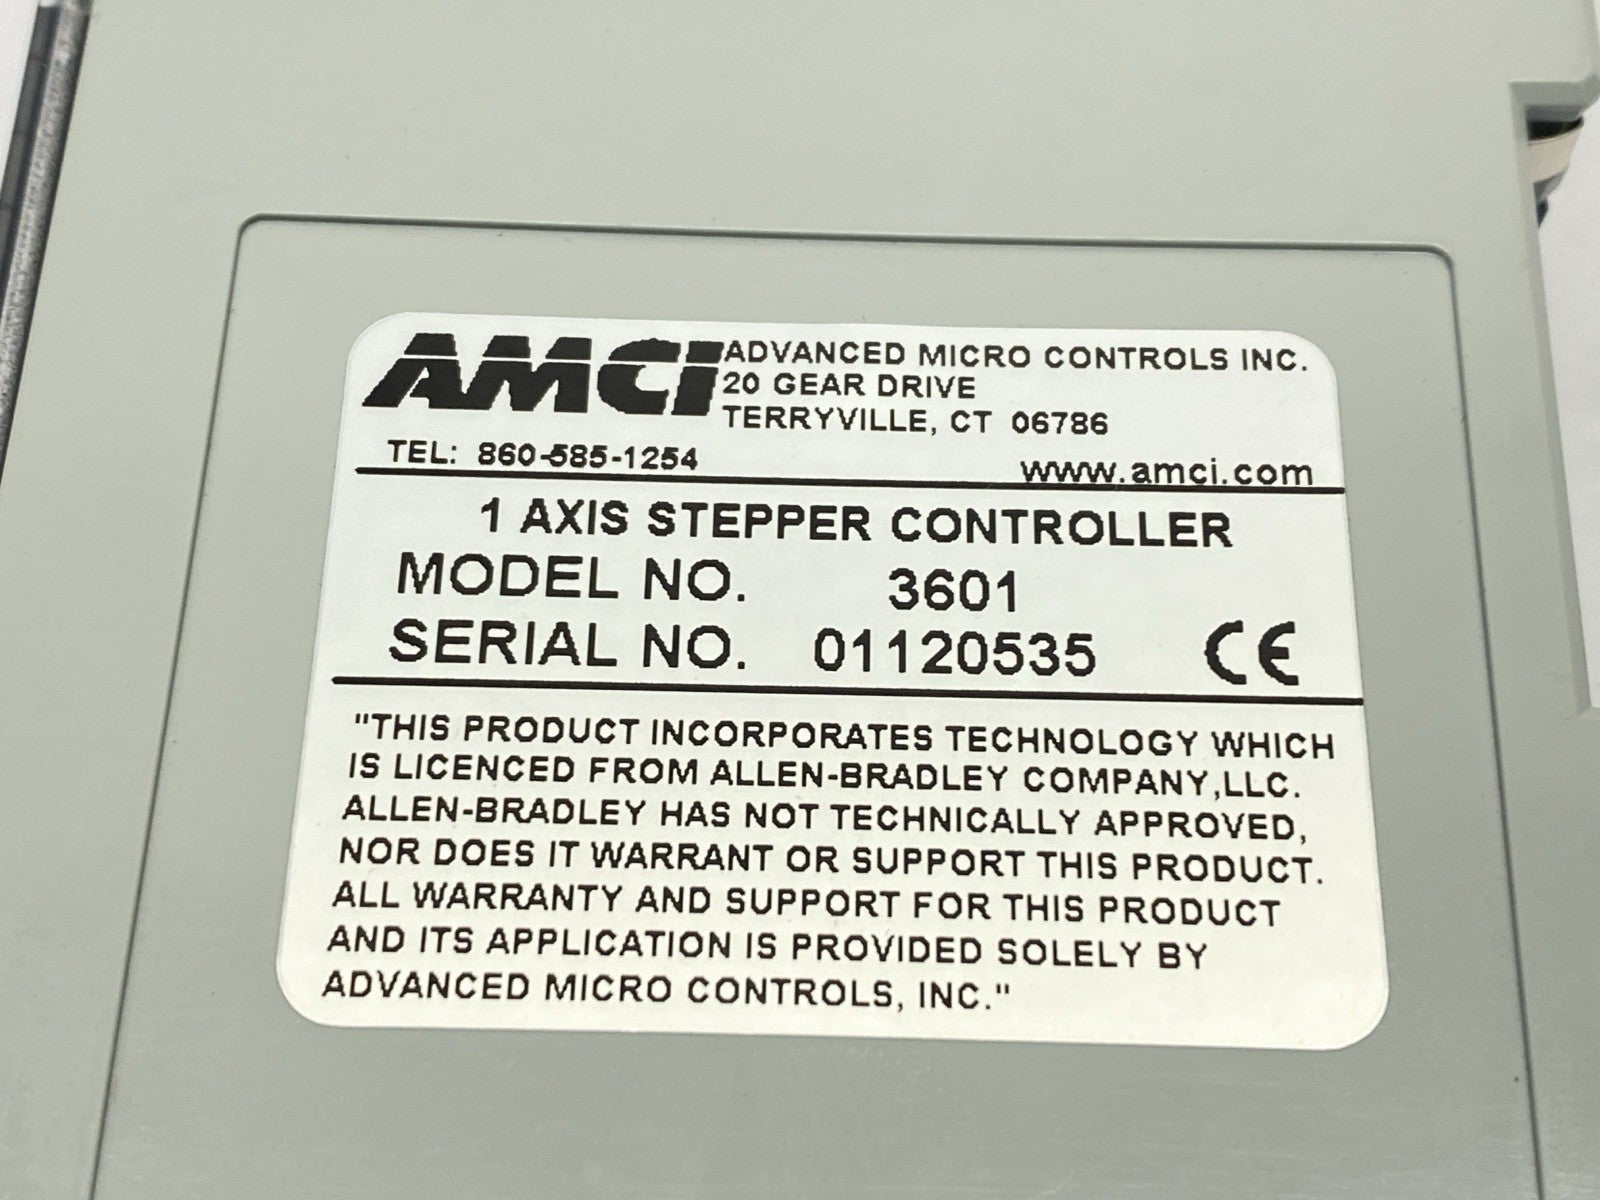 AMCI ADVANCED MICRO CONTROLS INC.
20 GEAR DRIVE
TERRYVILLE, CT 06786
TEL: 860-585-1254 www.amci.com
1 AXIS STEPPER CONTROLLER
MODEL NO. 3601
SERIAL NO. 01120535 CE
"THIS PRODUCT INCORPORATES TECHNOLOGY WHICH
IS LICENCED FROM ALLEN-BRADLEY COMPANY,LLC.
ALLEN-BRADLEY HAS NOT TECHNICALLY APPROVED,
NOR DOES IT WARRANT OR SUPPORT THIS PRODUCT.
ALL WARRANTY AND SUPPORT FOR THIS PRODUCT
AND ITS APPLICATION IS PROVIDED SOLELY BY
ADVANCED MICRO CONTROLS, INC."